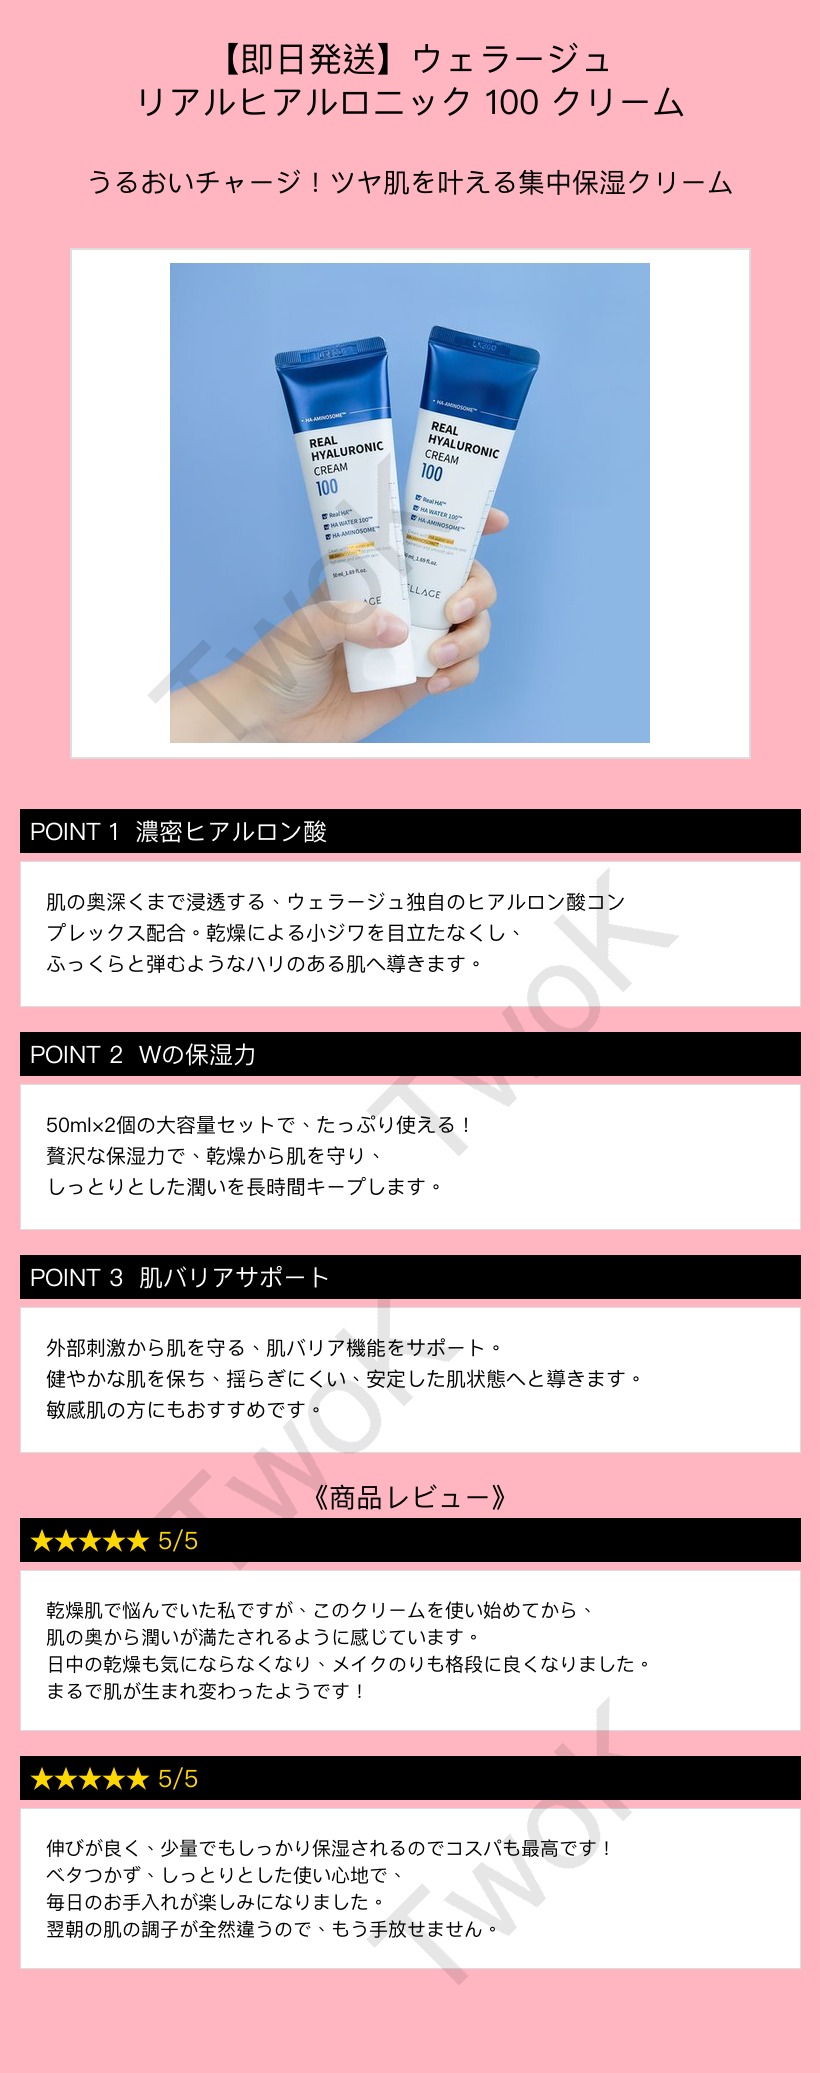 【即日発送】ウェラージュ
リアルヒアルロニック 100 クリーム
うるおいチャージ！ツヤ肌を叶える集中保湿クリーム
HA-AMINOSOME™
REAL
HYALURONIC
CREAM
100
Real HA™
HA WATER 100™
HA-AMINOSOME™
50 ml_1.69 fl.oz.
AGE
HA-AMINOSOME™
REAL
HYALURONIC
CREAM
100
Real HA™
HA WATER 100™
HA-AMINOSOME™
50 ml_1.69 fl.oz.
ELLAGE
TwoK
POINT 1 濃密ヒアルロン酸
肌の奥深くまで浸透する、ウェラージュ独自のヒアルロン酸コン
プレックス配合。乾燥による小ジワを目立たなくし、
ふっくらと弾むようなハリのある肌へ導きます。
TwoK
POINT 2 Wの保湿力
50ml×2個の大容量セットで、たっぷり使える！
贅沢な保湿力で、乾燥から肌を守り、
しっとりとした潤いを長時間キープします。
POINT 3 肌バリアサポート
外部刺激から肌を守る、肌バリア機能をサポート。
健やかな肌を保ち、揺らぎにくい、安定した肌状態へと導きます。
敏感肌の方にもおすすめです。
TwoK
《商品レビュー》
★★★★★ 5/5
乾燥肌で悩んでいた私ですが、このクリームを使い始めてから、
肌の奥から潤いが満たされるように感じています。
日中の乾燥も気にならなくなり、メイクのりも格段に良くなりました。
まるで肌が生まれ変わったようです！
★★★★★ 5/5
伸びが良く、少量でもしっかり保湿されるのでコスパも最高です！
ベタつかず、しっとりとした使い心地で、
毎日のお手入れが楽しみになりました。
翌朝の肌の調子が全然違うので、もう手放せません。
TwoK